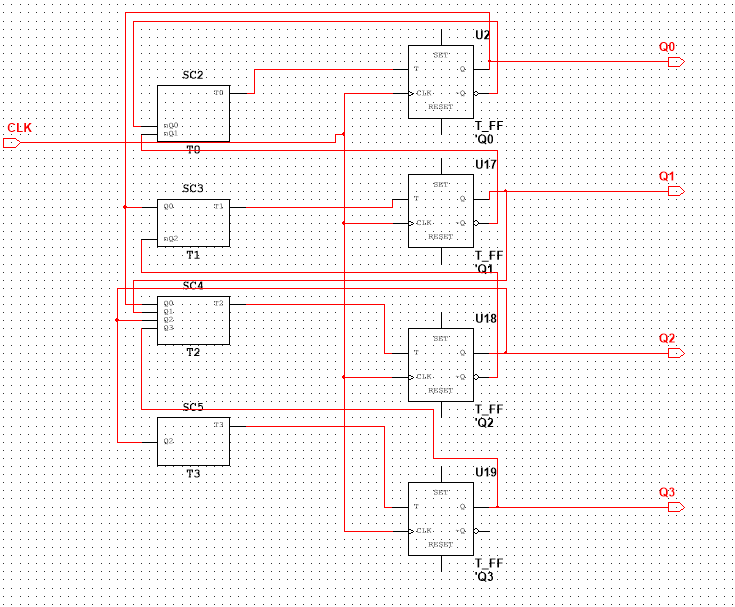 U2
Q0
SET
SC2
T Q
T0
CLK ~Q
RESET
nQ0
nQ1
CLK
T_FF
'Q0
T0
U17
Q1
SET
SC3
T Q
Q0 T1
CLK ~Q
nQ2
RESET
T1
T_FF
'Q1
SC4
Q0 T2
Q1
Q2
Q3
U18
SET
Q2
T2
T Q
CLK ~Q
RESET
SC5
T_FF
'Q2
T3
Q2
T3
U19
SET
Q3
T Q
CLK ~Q
RESET
T_FF
'Q3